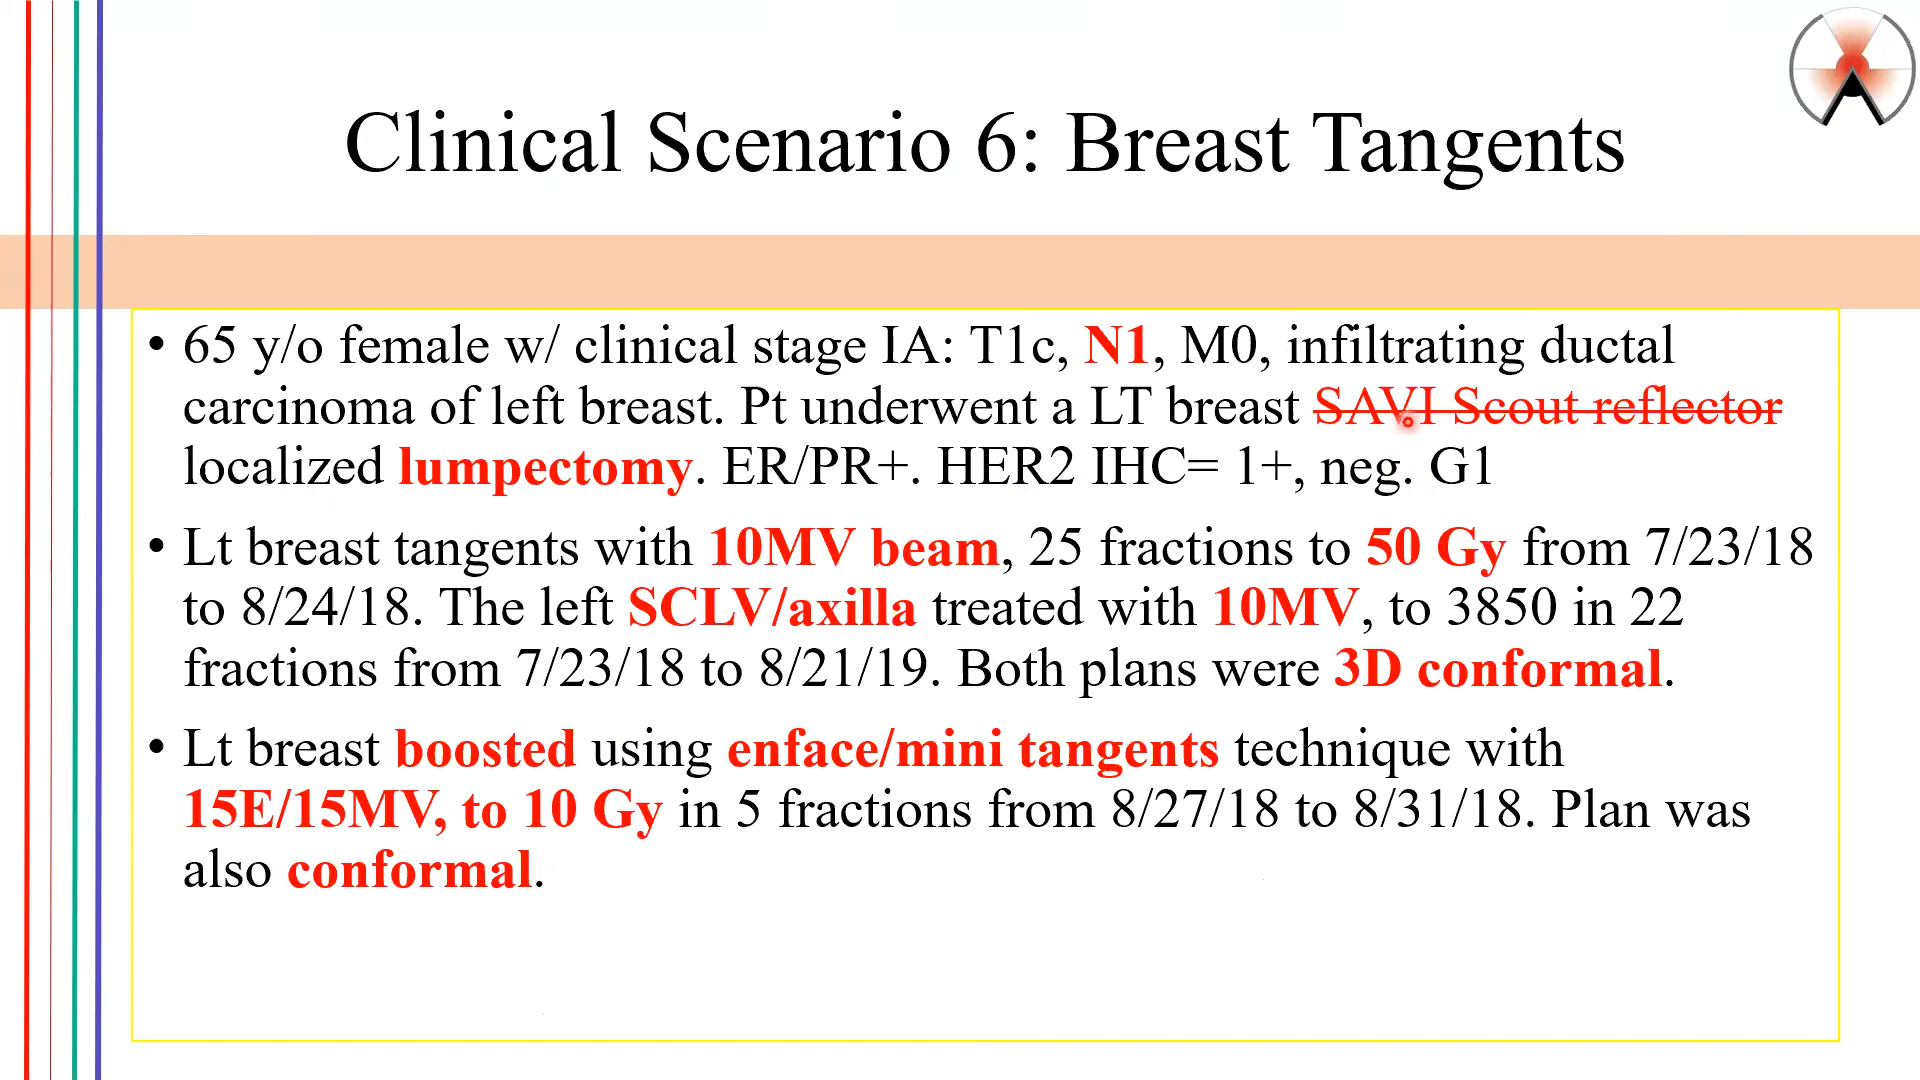 Clinical Scenario 6: Breast Tangents
• 65 y/o female w/ clinical stage IA: T1c, N1, M0, infiltrating ductal
carcinoma of left breast. Pt underwent a LT breast SAVI Scout reflector
localized lumpectomy. ER/PR+. HER2 IHC= 1+, neg. G1
• Lt breast tangents with 10MV beam, 25 fractions to 50 Gy from 7/23/18
to 8/24/18. The left SCLV/axilla treated with 10MV, to 3850 in 22
fractions from 7/23/18 to 8/21/19. Both plans were 3D conformal.
• Lt breast boosted using enface/mini tangents technique with
15E/15MV, to 10 Gy in 5 fractions from 8/27/18 to 8/31/18. Plan was
also conformal.